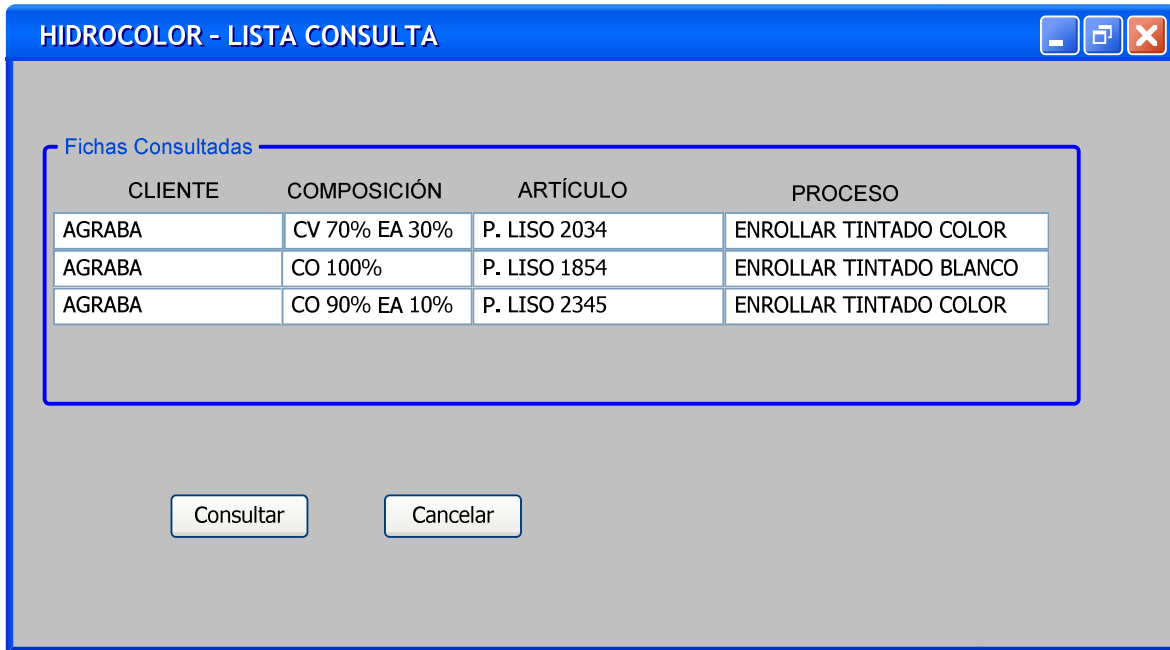 HIDROCOLOR – LISTA CONSULTA
Fichas Consultadas
CLIENTE COMPOSICIÓN ARTÍCULO PROCESO
AGRABA CV 70% EA 30% P. LISO 2034 ENROLLAR TINTADO COLOR
AGRABA CO 100% P. LISO 1854 ENROLLAR TINTADO BLANCO
AGRABA CO 90% EA 10% P. LISO 2345 ENROLLAR TINTADO COLOR
Consultar Cancelar